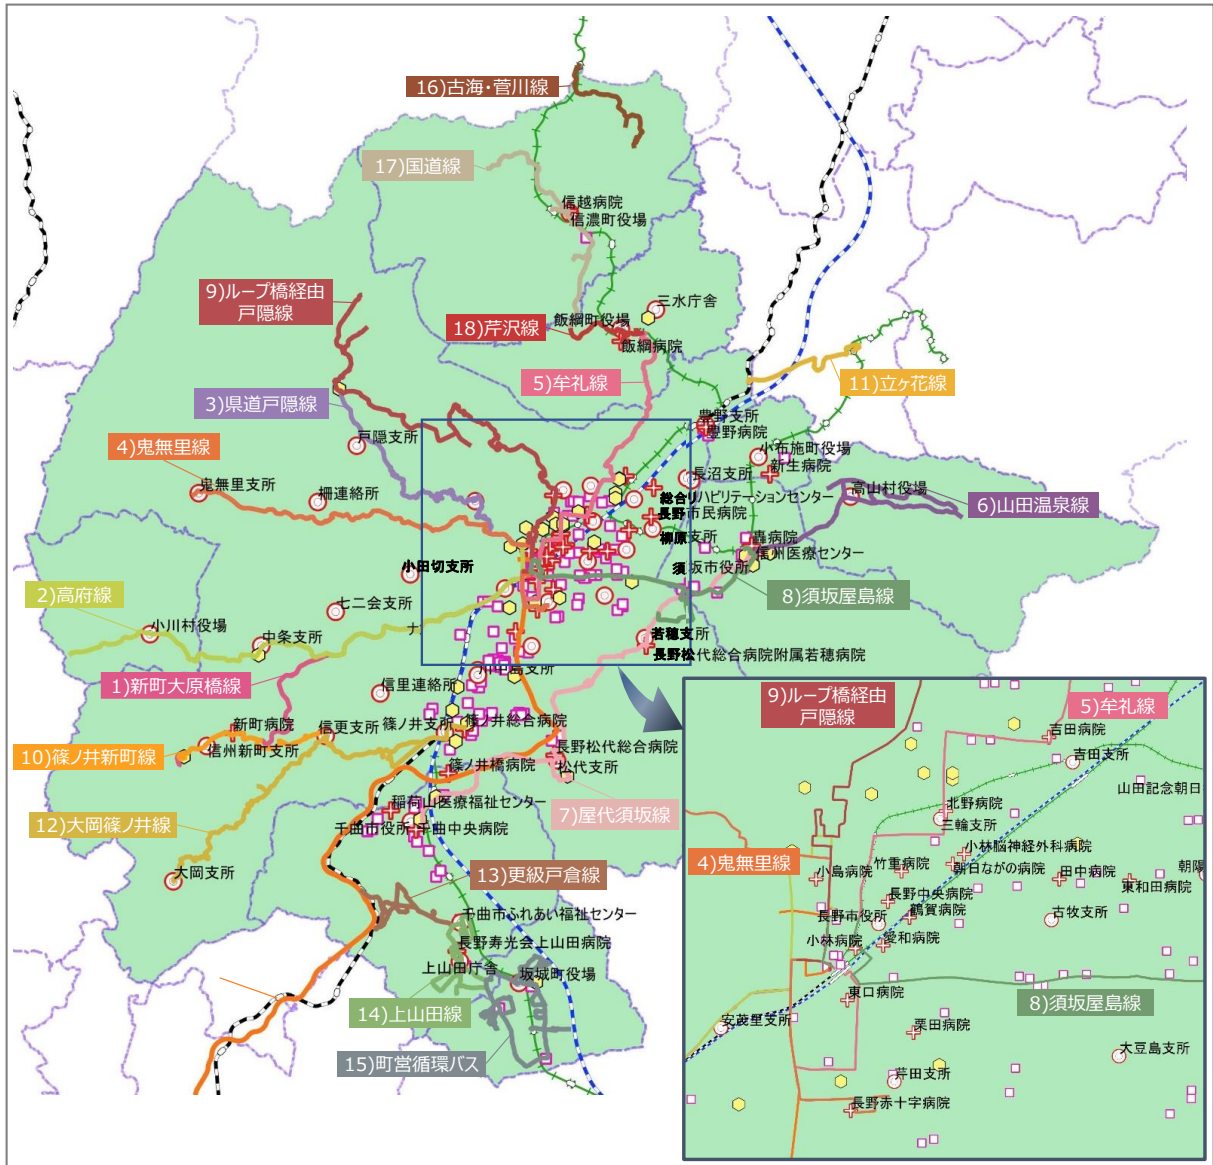 16)古海・菅川線
17)国道線
信越病院
信濃町役場
9)ループ橋経由
戸隠線
三水庁舎
飯綱町役場
18)芹沢線
飯綱病院
5)牟礼線
11)立ヶ花線
3)県道戸隠線
豊野支所
豊野病院
戸隠支所
4)鬼無里線
小布施町役場
新生病院
長沼支所
鬼無里支所
柵連絡所
総合リハビリテーションセンター
高山村役場
長野市民病院
6)山田温泉線
柳原支所
轟病院
信州医療センター
小田切支所
須坂市役所
2)高府線
8)須坂屋島線
七二会支所
小川村役場
中条支所
ナ
若穂支所
長野松代総合病院附属若穂病院
川中島支所
1)新町大原橋線
信里連絡所
新町病院
信更支所
篠ノ井支所
篠ノ井総合病院
10)篠ノ井新町線
信州新町支所
長野松代総合病院
松代支所
篠ノ井橋病院
稲荷山医療福祉センター
7)屋代須坂線
12)大岡篠ノ井線
千曲市役所
千曲中央病院
大岡支所
13)更級戸倉線
千曲市ふれあい福祉センター
長野寿光会上山田病院
上山田庁舎
坂城町役場
14)上山田線
15)町営循環バス
9)ループ橋経由
戸隠線
5)牟礼線
吉田病院
吉田支所
山田記念朝日
北野病院
三輪支所
小林脳神経外科病院
4)鬼無里線
竹重病院
朝日ながの病院
小島病院
田中病院
朝陽
東和田病院
長野中央病院
長野市役所
鶴賀病院
古牧支所
小林病院
愛和病院
東口病院
8)須坂屋島線
安茂里支所
栗田病院
大豆島支所
芹田支所
長野赤十字病院